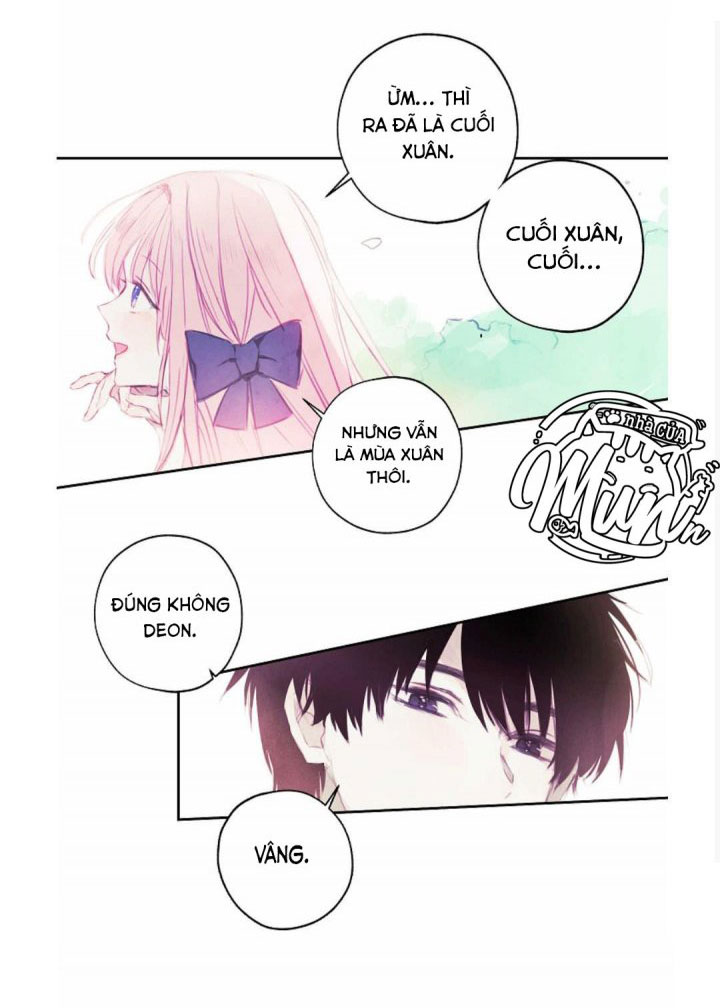 ỪM... THÌ
RA ĐÃ LÀ CUỐI
XUÂN.
CUỐI XUÂN,
CUỐI...
nhà CỦA
Munn
NHƯNG VẪN
LÀ MÙA XUÂN
THÔI.
ĐÚNG KHÔNG
DEON.
VÂNG.